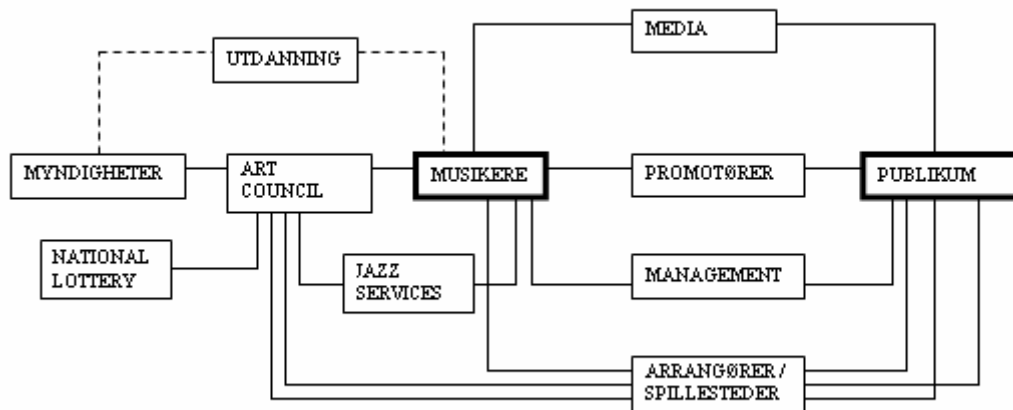 MEDIA
UTDANNING
MYNDIGHETER
ART
COUNCIL
MUSIKERE
PROMOTØRER
PUBLIKUM
NATIONAL
LOTTERY
JAZZ
SERVICES
MANAGEMENT
ARRANGØRER /
SPILLESTEDER